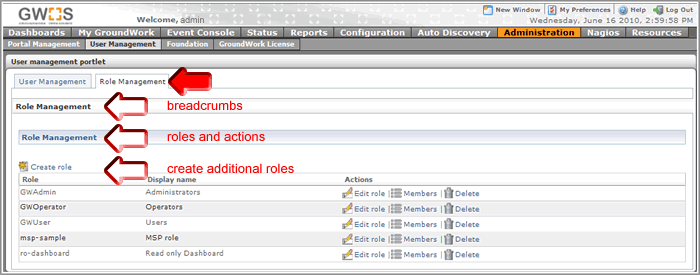 GWOS
Welcome, admin
New Window | My Preferences | Help Log Out
Wednesday, June 16 2010, 2:59:58 PM
Dashboards My GroundWork Event Console Status Reports Configuration Auto Discovery Administration Nagios Resources
Portal Management User Management Foundation GroundWork License
User management portlet
User Management Role Management
Role Management breadcrumbs
Role Management roles and actions
Create role create additional roles
Role Display name Actions
GWAdmin Administrators Edit role | Members | Delete
GWOperator Operators Edit role | Members | Delete
GWUser Users Edit role | Members | Delete
msp-sample MSP role Edit role | Members | Delete
ro-dashboard Read only Dashboard Edit role | Members | Delete